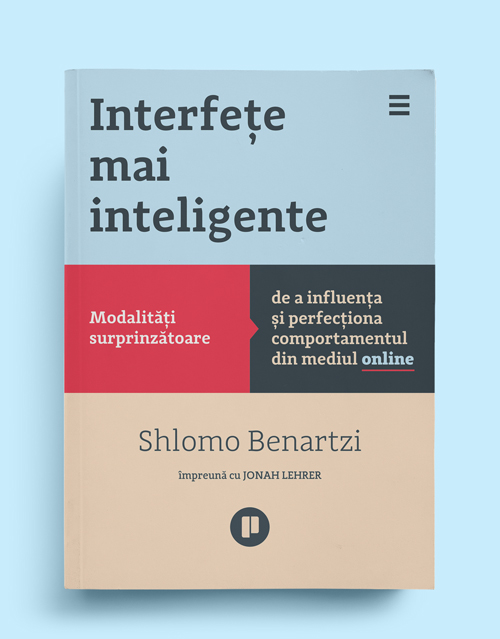 Interfețe
mai
inteligente
Modalități
surprinzătoare
de a influența
și perfecționa
comportamentul
din mediul online
Shlomo Benartzi
împreună cu JONAH LEHRER